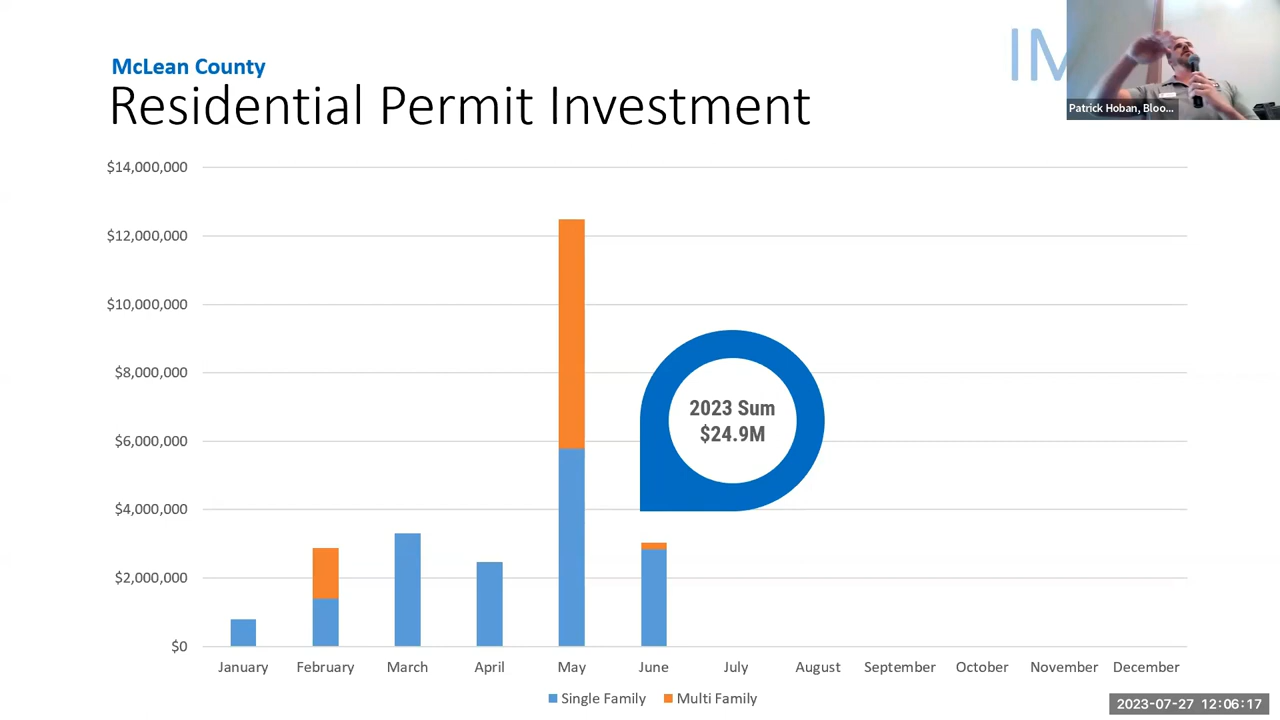 McLean County
Residential Permit Investment
IM
Patrick Hoban, Bloo...
$14,000,000
$12,000,000
$10,000,000
$8,000,000
$6,000,000
$4,000,000
$2,000,000
$0
2023 Sum
$24.9M
January February March April May June July August September October November December
Single Family Multi Family
2023-07-27 12:06:17